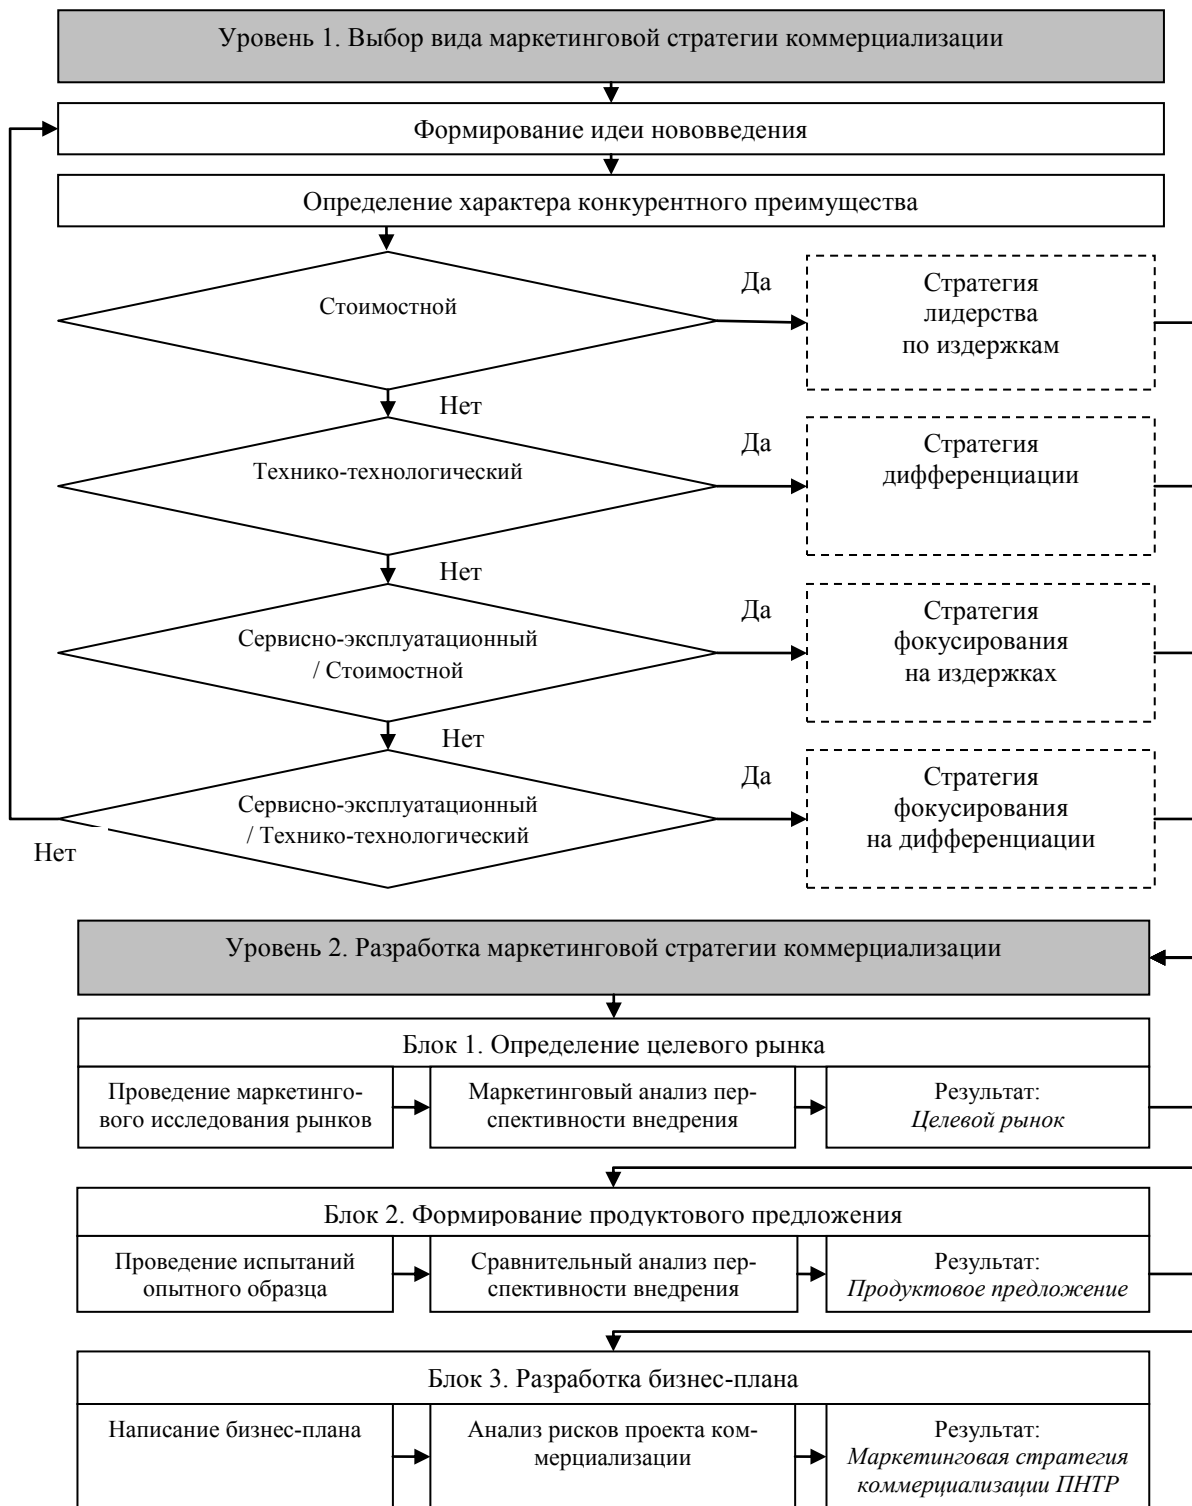 Уровень 1. Выбор вида маркетинговой стратегии коммерциализации
Формирование идеи нововведения
Определение характера конкурентного преимущества
Стоимостной
Да
Стратегия
лидерства
по издержкам
Нет
Технико-технологический
Да
Стратегия
дифференциации
Нет
Сервисно-эксплуатационный
/ Стоимостной
Да
Стратегия
фокусирования
на издержках
Нет
Сервисно-эксплуатационный
/ Технико-технологический
Да
Стратегия
фокусирования
на дифференциации
Нет
Уровень 2. Разработка маркетинговой стратегии коммерциализации
Блок 1. Определение целевого рынка
Проведение маркетинго-
вого исследования рынков
Маркетинговый анализ пер-
спективности внедрения
Результат:
Целевой рынок
Блок 2. Формирование продуктового предложения
Проведение испытаний
опытного образца
Сравнительный анализ пер-
спективности внедрения
Результат:
Продуктовое предложение
Блок 3. Разработка бизнес-плана
Написание бизнес-плана
Анализ рисков проекта ком-
мерциализации
Результат:
Маркетинговая стратегия
коммерциализации ПНТР